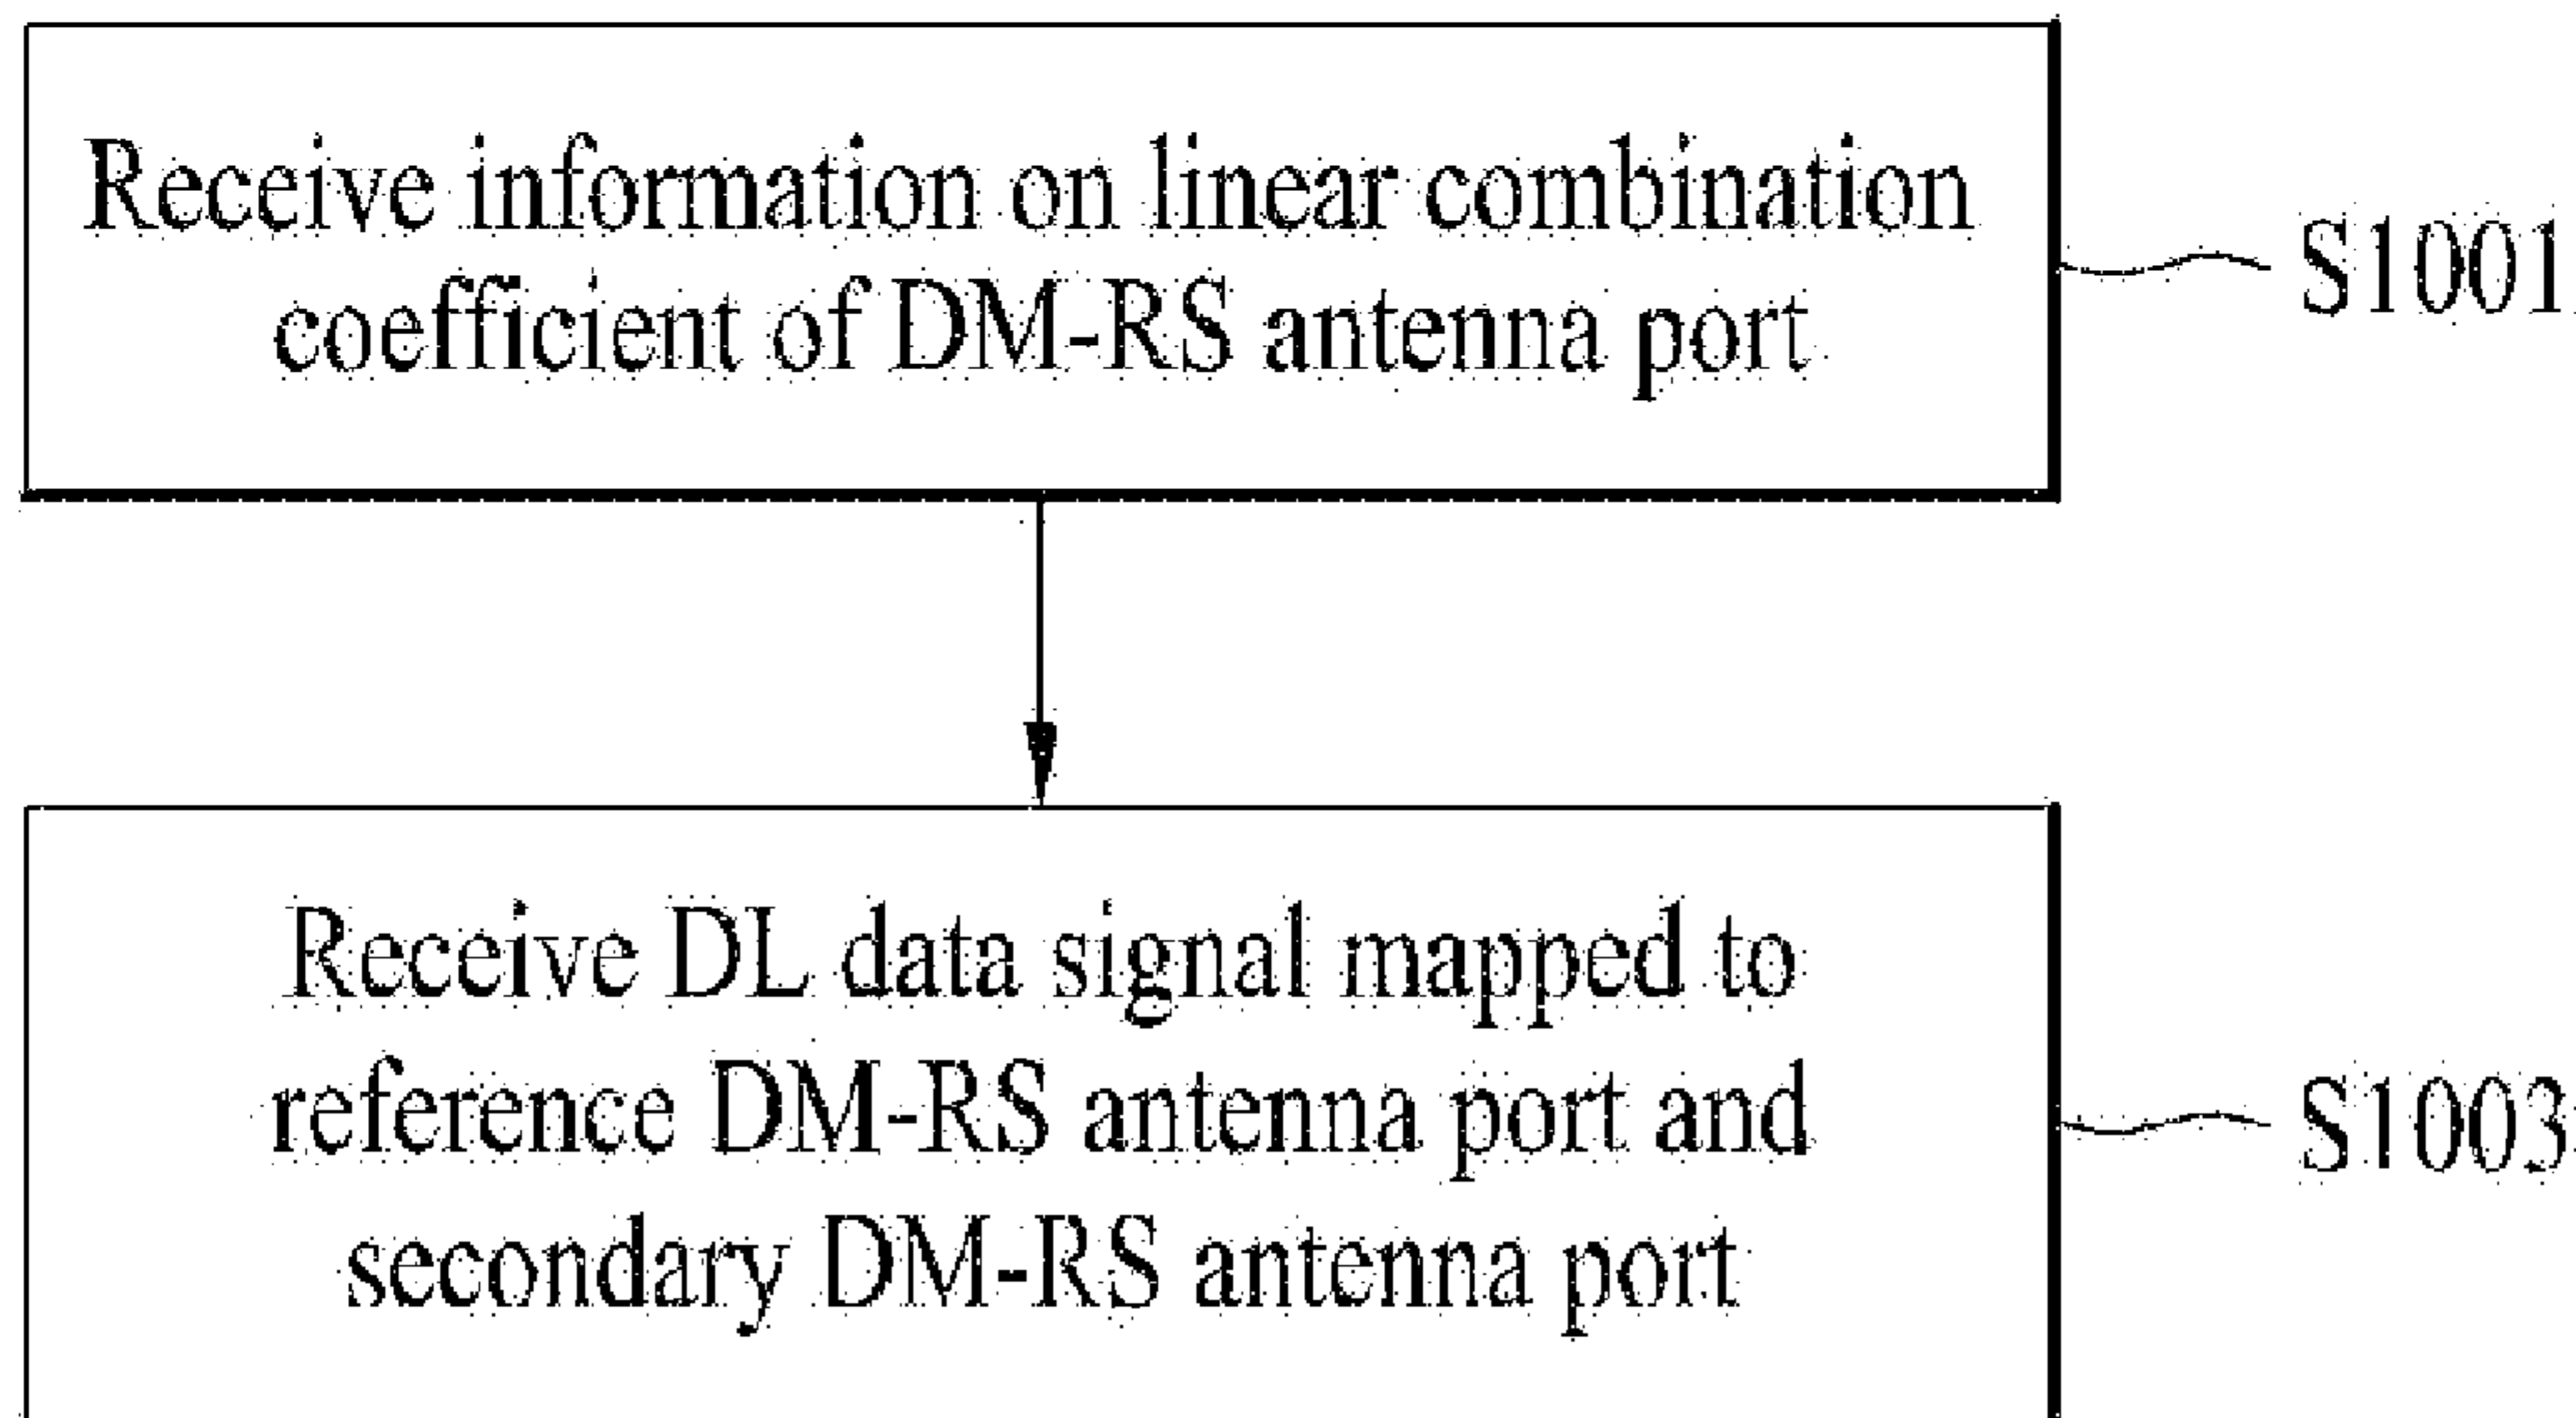 Receive information on linear combination
coefficient of DM-RS antenna port
S1001
Receive DL data signal mapped to
reference DM-RS antenna port and
secondary DM-RS antenna port
S1003